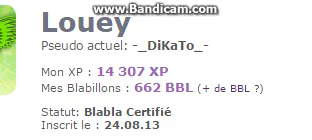 www.Bandicam.com
Louey
Pseudo actuel: -_DiKaTo_-
Mon XP : 14 307 XP
Mes Blabillons : 662 BBL (+ de BBL ?)
Statut: Blabla Certifié
Inscrit le : 24.08.13